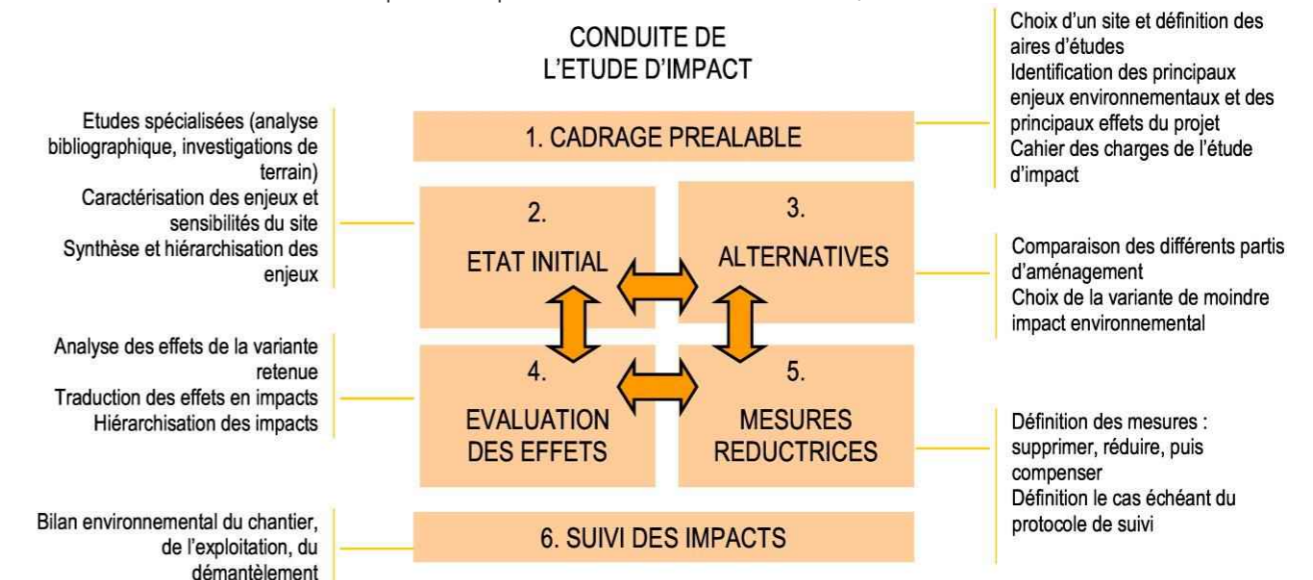 CONDUITE DE
L'ETUDE D'IMPACT
Choix d'un site et définition des
aires d'études
Identification des principaux
enjeux environnementaux et des
principaux effets du projet
Cahier des charges de l'étude
d'impact
1. CADRAGE PREALABLE
Etudes spécialisées (analyse
bibliographique, investigations de
terrain)
Caractérisation des enjeux et
sensibilités du site
Synthèse et hiérarchisation des
enjeux
2.
ETAT INITIAL
3.
ALTERNATIVES
Comparaison des différents partis
d'aménagement
Choix de la variante de moindre
impact environnemental
Analyse des effets de la variante
retenue
Traduction des effets en impacts
Hiérarchisation des impacts
4.
EVALUATION
DES EFFETS
5.
MESURES
REDUCTRICES
Définition des mesures :
supprimer, réduire, puis
compenser
Définition le cas échéant du
protocole de suivi
Bilan environnemental du chantier,
de l'exploitation, du
démantèlement
6. SUIVI DES IMPACTS